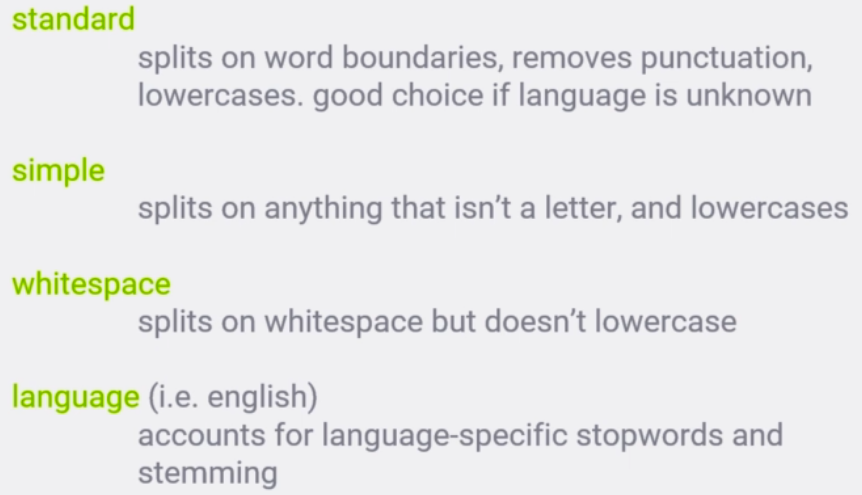 standard
splits on word boundaries, removes punctuation,
lowercases. good choice if language is unknown
simple
splits on anything that isn’t a letter, and lowercases
whitespace
splits on whitespace but doesn’t lowercase
language (i.e. english)
accounts for language-specific stopwords and
stemming